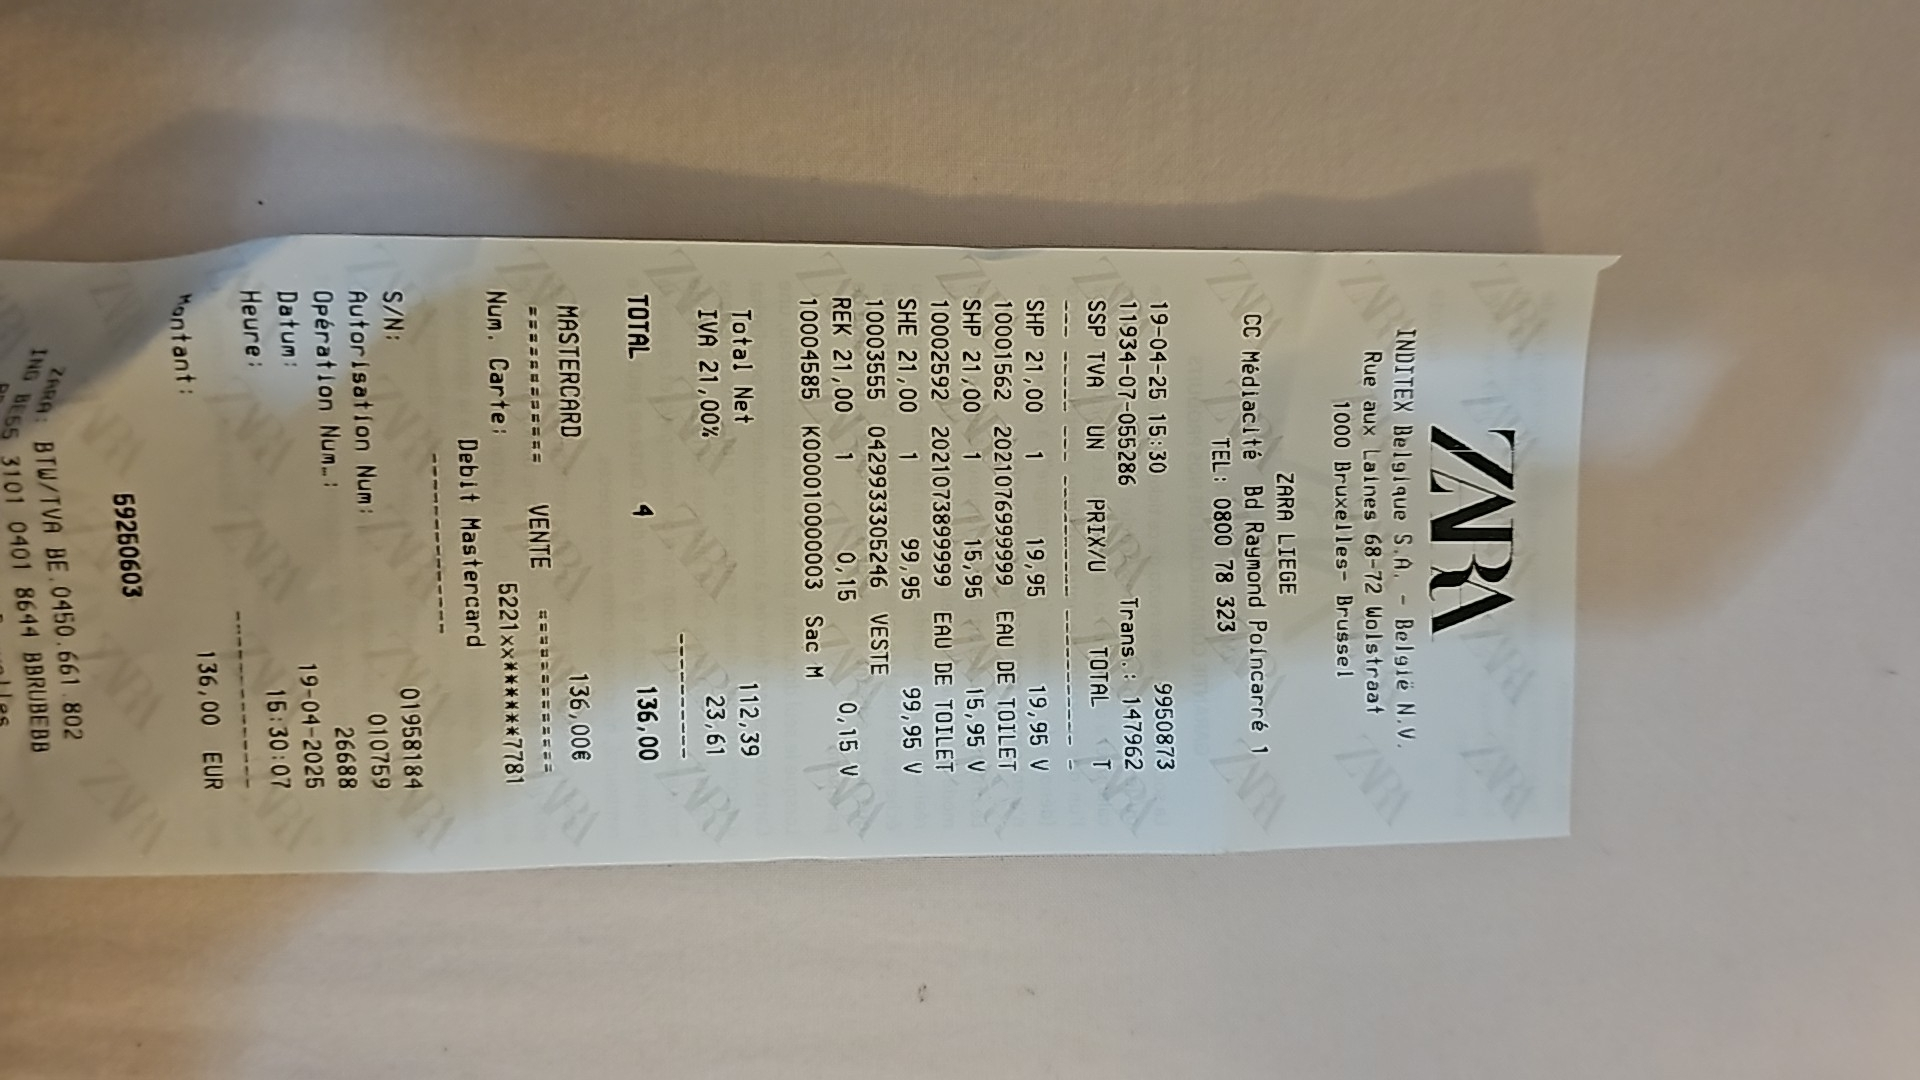 ZARA
INDITEX Belgique S.A. - België N.V.
Rue aux Laines 68-72 Wolstraat
1000 Bruxelles- Brussel
ZARA LIEGE
CC Médiacité Bd Raymond Poincarré 1
TEL: 0800 78 323
19-04-25 15:30 9950873
11934-07-055286 Trans.: 147962
SSP TVA UN PRIX/U TOTAL T
--- ----- --- --------- --------- -
SHP 21,00 1 19,95 19,95 V
10001562 20210769999999 EAU DE TOILET
SHP 21,00 1 15,95 15,95 V
10002592 20210738999999 EAU DE TOILET
SHE 21,00 1 99,95 99,95 V
10003555 04299333305246 VESTE
REK 21,00 1 0,15 0,15 V
10004585 K0000100000003 Sac M
Total Net 112,39
IVA 21,00% 23,61
---------
TOTAL 4 136,00
MASTERCARD 136,00€
=========== VENTE ===========
Num. Carte: 5221xx******7781
Debit Mastercard
----------------
S/N: 01958184
Autorisation Num: 010759
Opération Num.: 26688
Datum: 19-04-2025
Heure: 15:30:07
----------------
Montant: 136,00 EUR
59260603
ZARA: BTW/TVA BE.0450.661.802
ING BE55 3101 0401 8644 BBRUBEBB